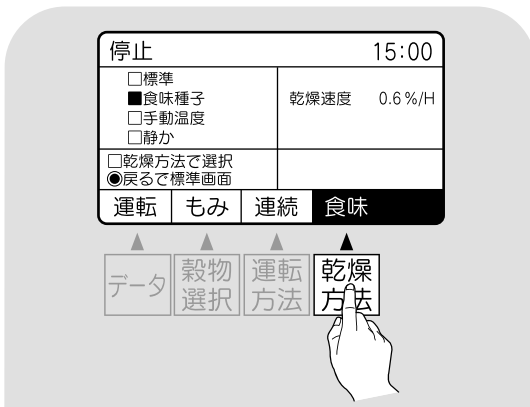 停止 15:00
□標準
■食味種子
□手動温度
□静か
乾燥速度 0.6%/H
□乾燥方法で選択
◉戻るで標準画面
運転 もみ 連続 食味
データ 穀物選択 運転方法 乾燥方法